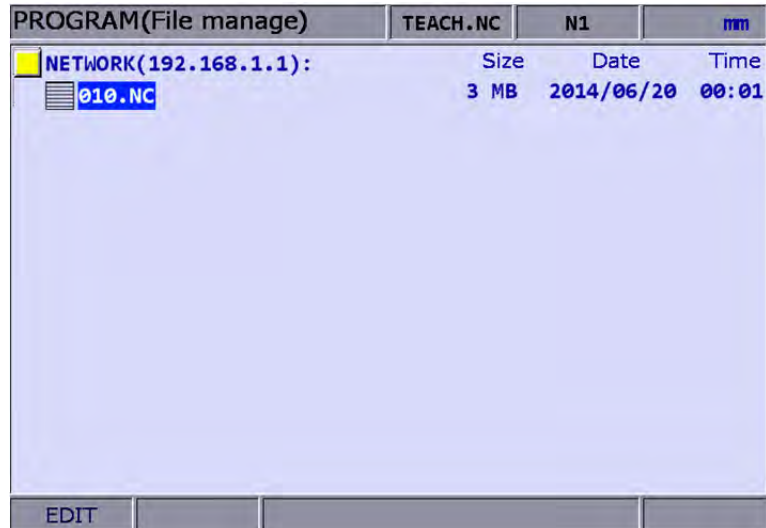 PROGRAM(File manage) TEACH.NC N1 mm
NETWORK(192.168.1.1): Size Date Time
010.NC 3 MB 2014/06/20 00:01
EDIT